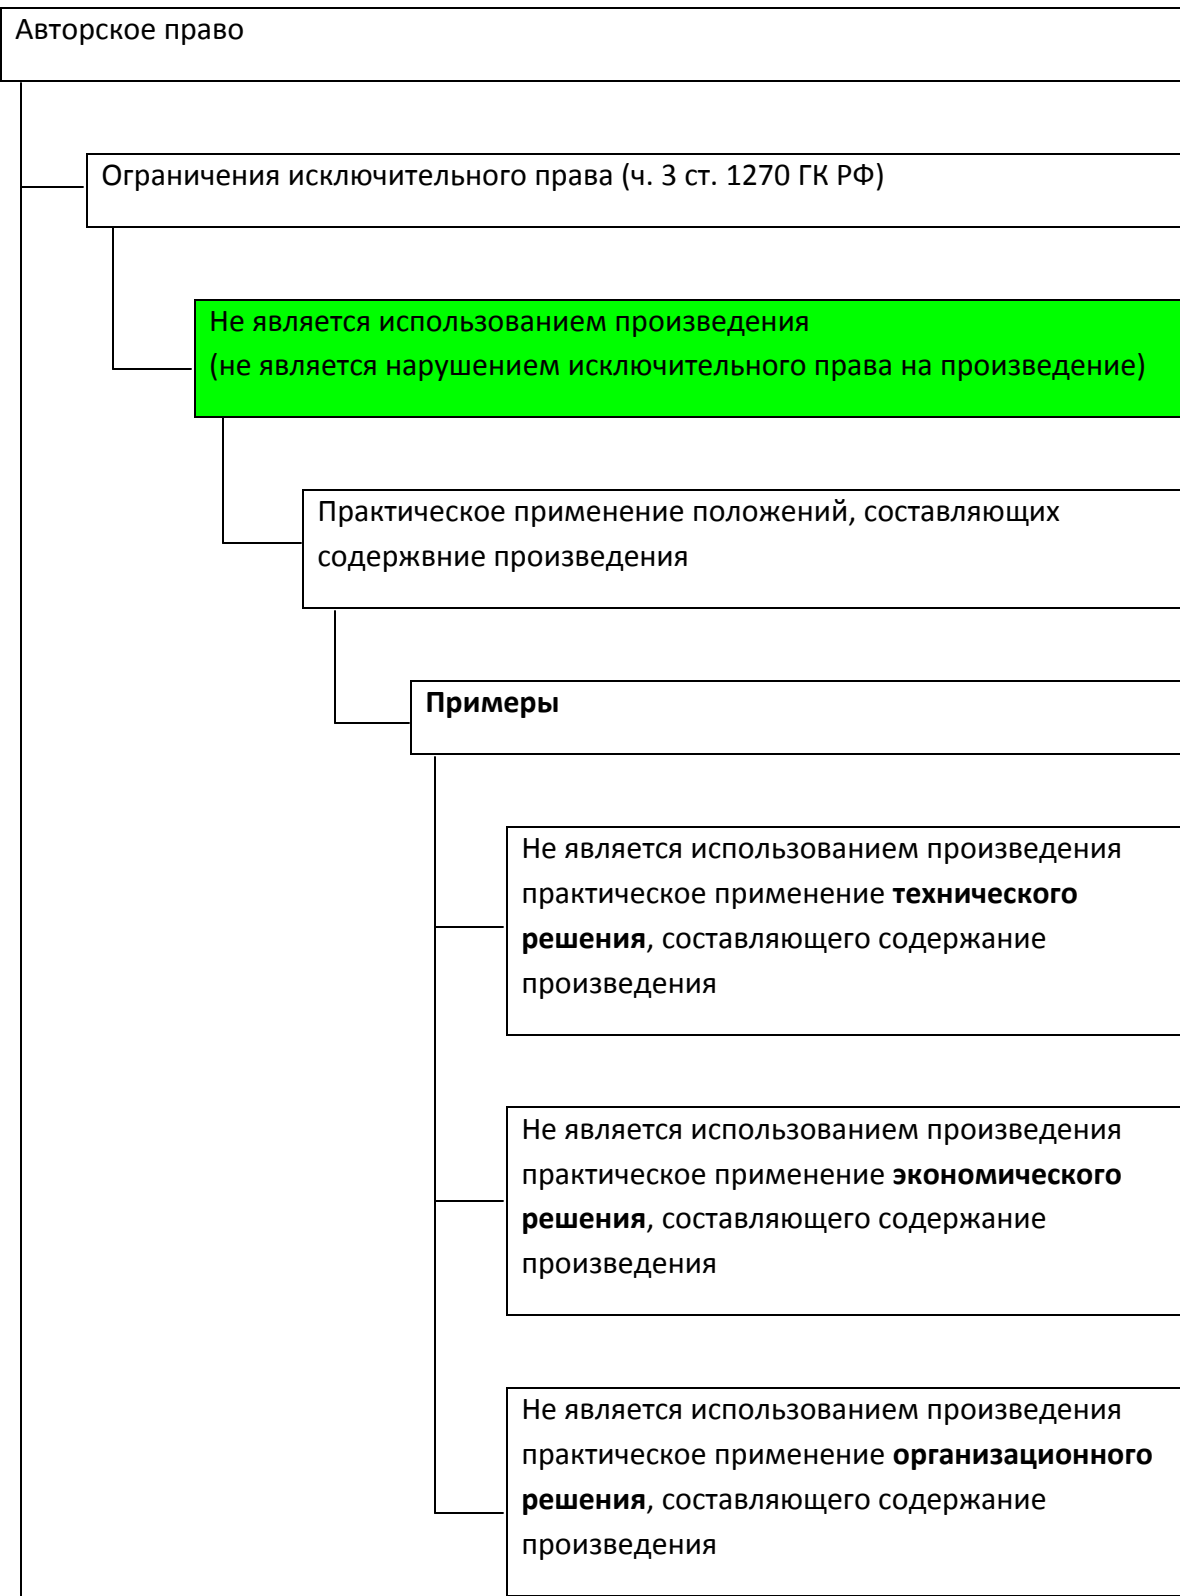 Авторское право
Ограничения исключительного права (ч. 3 ст. 1270 ГК РФ)
Не является использованием произведения
(не является нарушением исключительного права на произведение)
Практическое применение положений, составляющих
содержвние произведения
Примеры
Не является использованием произведения
практическое применение технического
решения, составляющего содержание
произведения
Не является использованием произведения
практическое применение экономического
решения, составляющего содержание
произведения
Не является использованием произведения
практическое применение организационного
решения, составляющего содержание
произведения